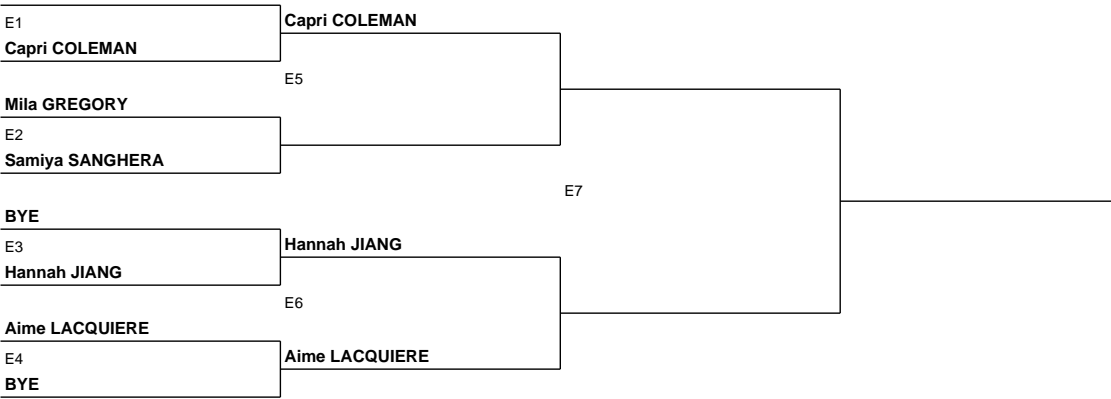 E1
Capri COLEMAN
Capri COLEMAN
E5
Mila GREGORY
E2
Samiya SANGHERA
E7
BYE
E3
Hannah JIANG
Hannah JIANG
E6
Aime LACQUIERE
E4
Aime LACQUIERE
BYE